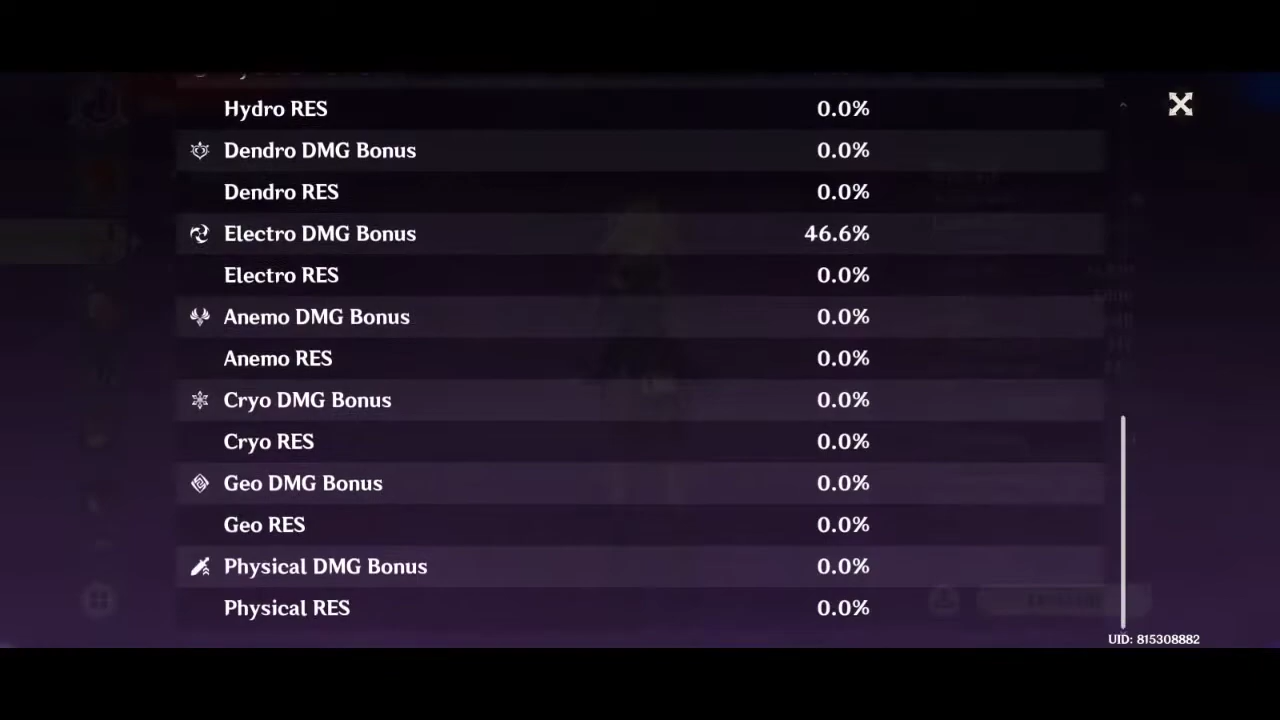 Hydro RES 0.0%
Dendro DMG Bonus 0.0%
Dendro RES 0.0%
Electro DMG Bonus 46.6%
Electro RES 0.0%
Anemo DMG Bonus 0.0%
Anemo RES 0.0%
Cryo DMG Bonus 0.0%
Cryo RES 0.0%
Geo DMG Bonus 0.0%
Geo RES 0.0%
Physical DMG Bonus 0.0%
Physical RES 0.0%
UID: 815308882